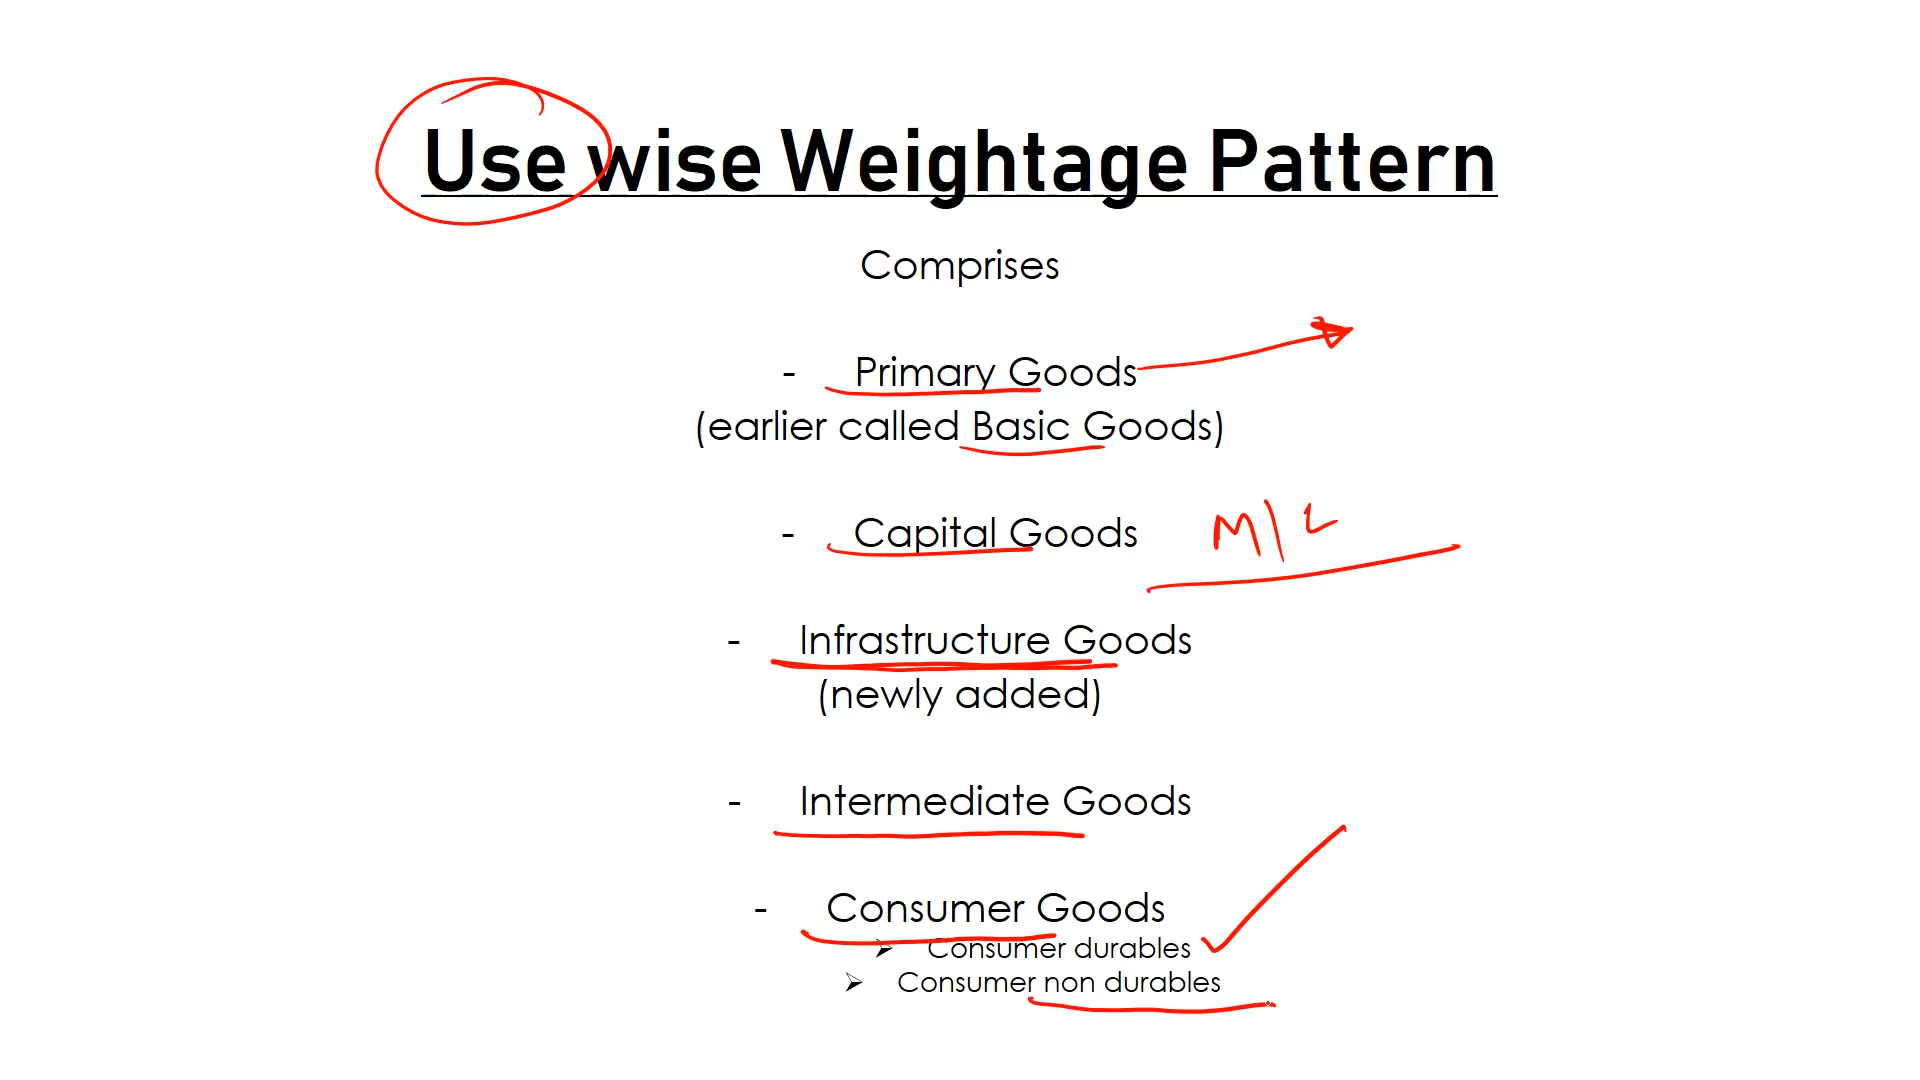 Use wise Weightage Pattern
Comprises
- Primary Goods
(earlier called Basic Goods)
- Capital Goods M/C
- Infrastructure Goods
(newly added)
- Intermediate Goods
- Consumer Goods
➢ Consumer durables
➢ Consumer non durables